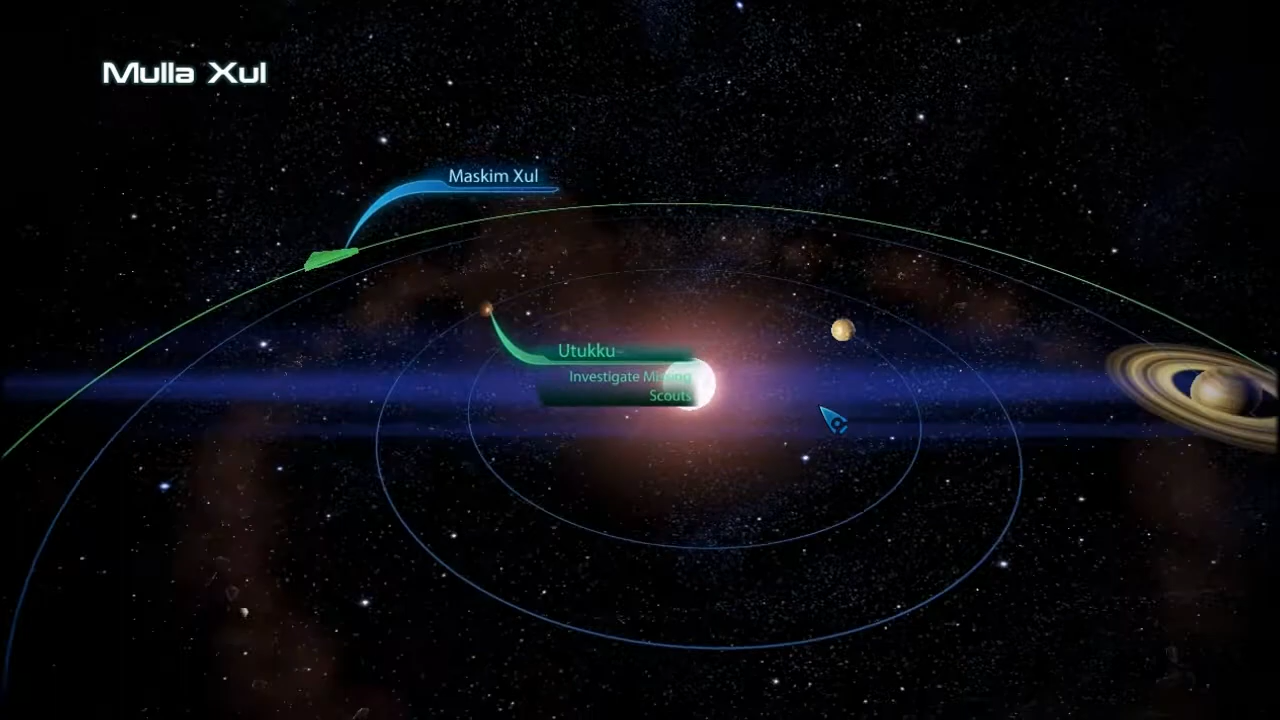 Mulla Xul
Maskim Xul
Utukku
Investigate Missing
Scouts